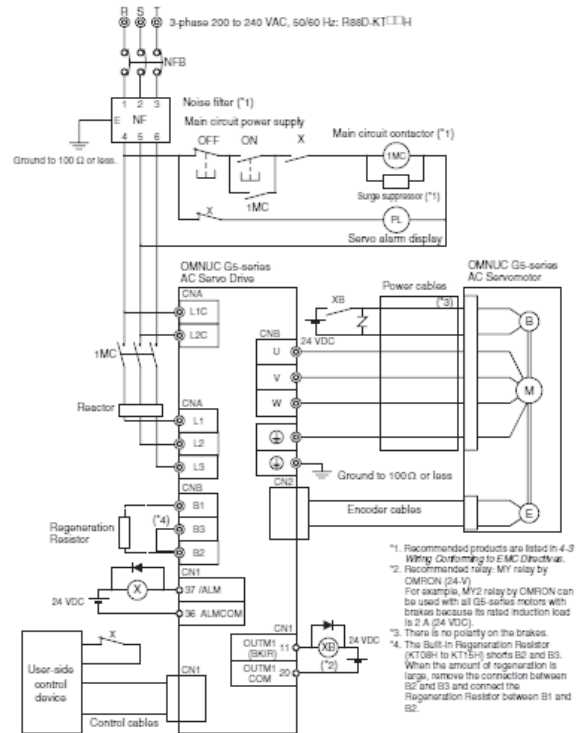 R S T
3-phase 200 to 240 VAC, 50/60 Hz: R88D-KT□□H
NFB
1 2 3
Noise filter (*1)
E NF
4 5 6
Main circuit power supply
OFF ON X
Main circuit contactor (*1)
1MC
Ground to 100 Ω or less.
Surge suppressor (*1)
1MC
X
PL
Servo alarm display
OMNUC G5-series
AC Servo Drive
OMNUC G5-series
AC Servomotor
CNA
L1C
L2C
XB
Power cables
(*3)
24 VDC
B
CNB
U
V
W
M
1MC
Reactor
CNA
L1
L2
L3
Ground to 100 Ω or less
CN2
Encoder cables
E
CNB
B1
(*4)
B3
B2
Regeneration
Resistor
CN1
X
37 /ALM
24 VDC
36 ALMCOM
X
User-side
control
device
CN1
Control cables
CN1
OUTM1
(BKIR)
11
XB
24 VDC
(*2)
OUTM1
COM
20
*1. Recommended products are listed in 4-3
Wiring Conforming to EMC Directives.
*2. Recommended relay: MY relay by
OMRON (24-V)
For example, MY2 relay by OMRON can
be used with all G5-series motors with
brakes because its rated induction load
is 2 A (24 VDC).
*3. There is no polarity on the brakes.
*4. The Built-in Regeneration Resistor
(KT08H to KT15H) shorts B2 and B3.
When the amount of regeneration is
large, remove the connection between
B2 and B3 and connect the
Regeneration Resistor between B1 and
B2.